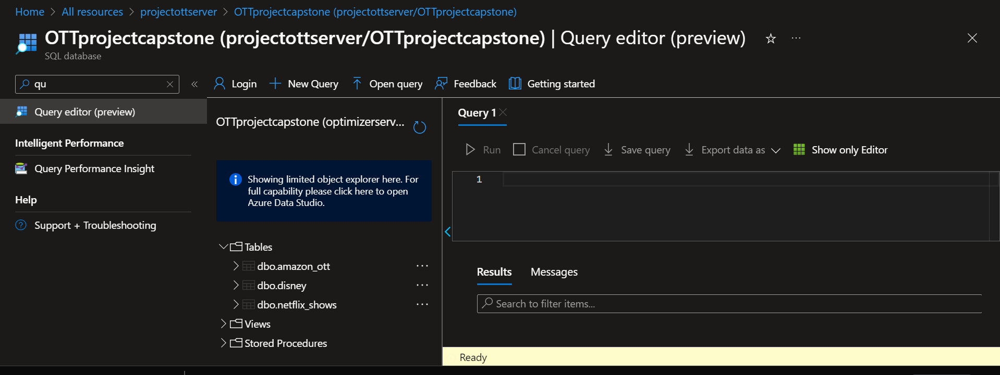 Home > All resources > projectottserver > OTTprojectcapstone (projectottserver/OTTprojectcapstone)
OTTprojectcapstone (projectottserver/OTTprojectcapstone) | Query editor (preview)
SQL database
qu
Query editor (preview)
Intelligent Performance
Query Performance Insight
Help
Support + Troubleshooting
Login
New Query
Open query
Feedback
Getting started
OTTprojectcapstone (optimizerserv...
Showing limited object explorer here. For
full capability please click here to open
Azure Data Studio.
Tables
dbo.amazon_ott
dbo.disney
dbo.netflix_shows
Views
Stored Procedures
Query 1
Run
Cancel query
Save query
Export data as
Show only Editor
1
Results
Messages
Search to filter items...
Ready